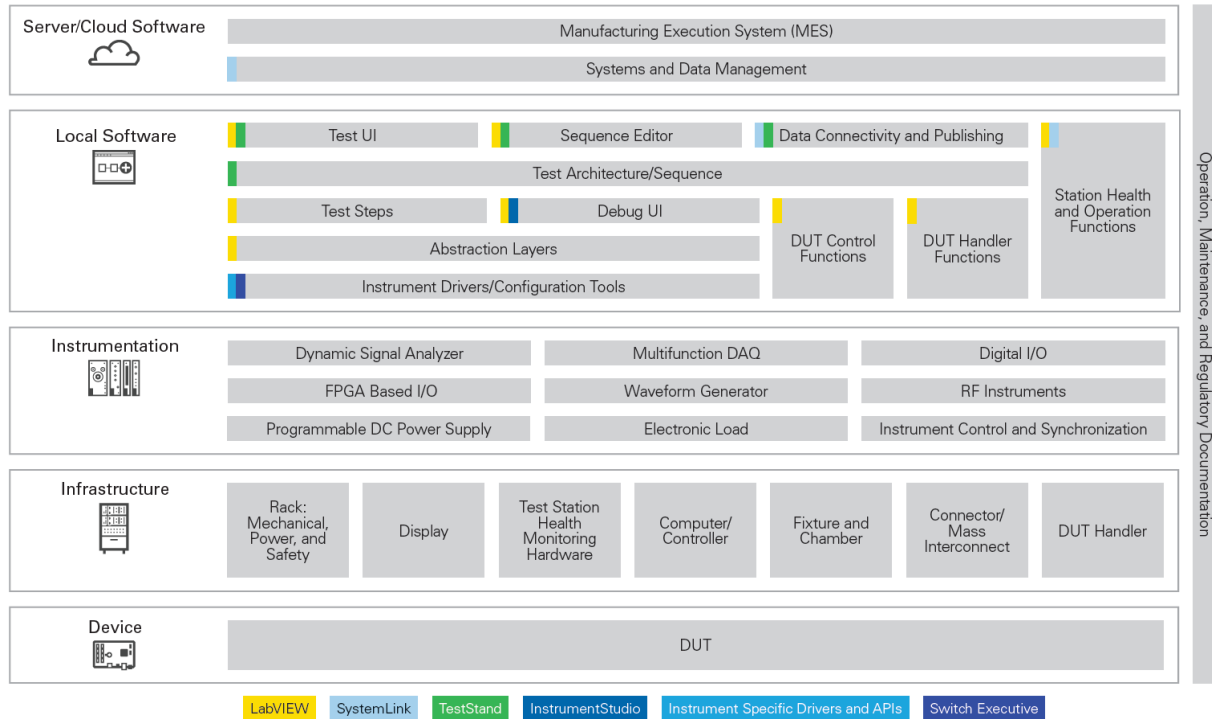 Server/Cloud Software
Manufacturing Execution System (MES)
Systems and Data Management
Local Software
Test UI
Sequence Editor
Data Connectivity and Publishing
Test Architecture/Sequence
Test Steps
Debug UI
Abstraction Layers
Instrument Drivers/Configuration Tools
DUT Control
Functions
DUT Handler
Functions
Station Health
and Operation
Functions
Instrumentation
Dynamic Signal Analyzer
Multifunction DAQ
Digital I/O
FPGA Based I/O
Waveform Generator
RF Instruments
Programmable DC Power Supply
Electronic Load
Instrument Control and Synchronization
Infrastructure
Rack:
Mechanical,
Power, and
Safety
Display
Test Station
Health
Monitoring
Hardware
Computer/
Controller
Fixture and
Chamber
Connector/
Mass
Interconnect
DUT Handler
Device
DUT
Operation, Maintenance, and Regulatory Documentation
LabVIEW
SystemLink
TestStand
InstrumentStudio
Instrument Specific Drivers and APIs
Switch Executive